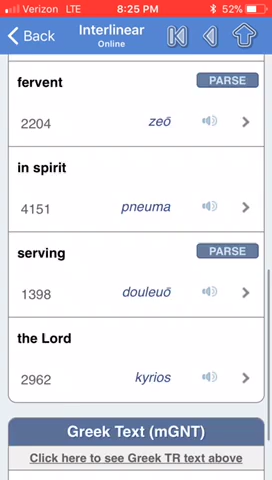 Verizon LTE 8:25 PM 52%
Back Interlinear
Online
fervent PARSE
2204 zeō
in spirit
4151 pneuma
serving PARSE
1398 douleuō
the Lord
2962 kyrios
Greek Text (mGNT)
Click here to see Greek TR text above